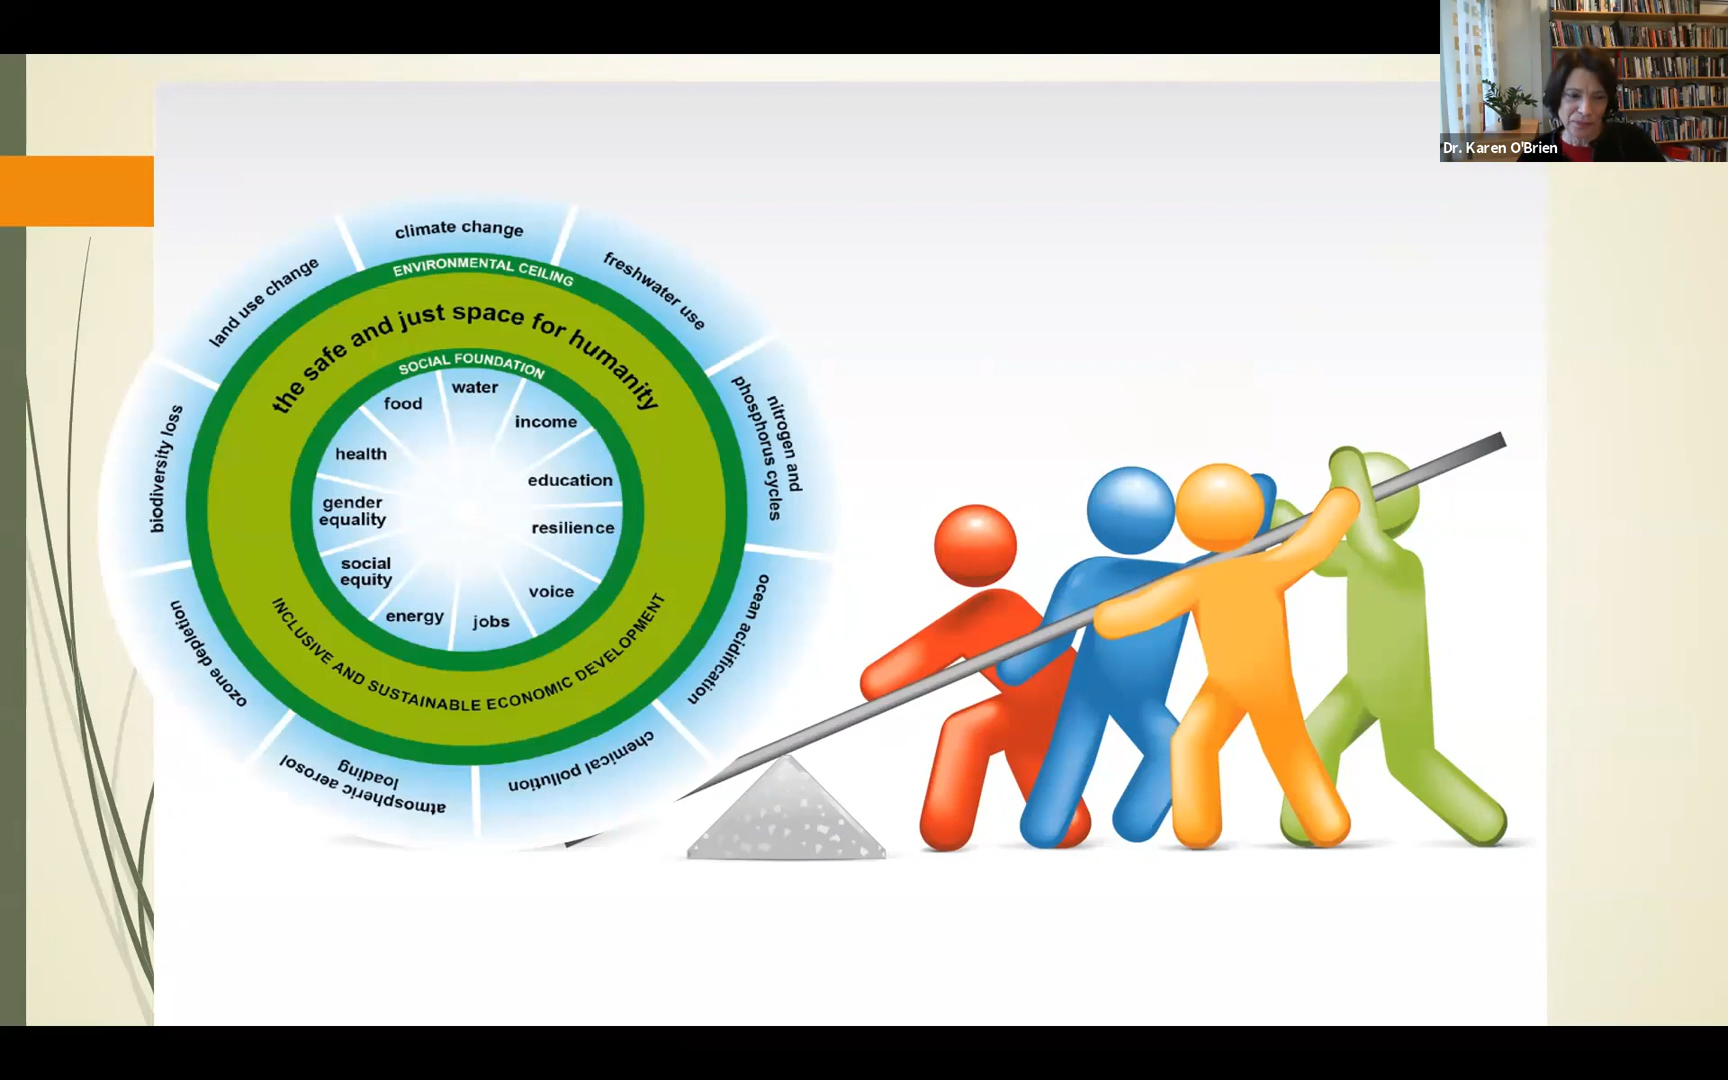 Dr. Karen O'Brien
climate change
freshwater use
nitrogen and
phosphorus cycles
ocean acidification
chemical pollution
atmospheric aerosol
loading
ozone depletion
biodiversity loss
land use change
ENVIRONMENTAL CEILING
the safe and just space for humanity
SOCIAL FOUNDATION
water
income
education
resilience
voice
jobs
energy
social
equity
gender
equality
health
food
INCLUSIVE AND SUSTAINABLE ECONOMIC DEVELOPMENT